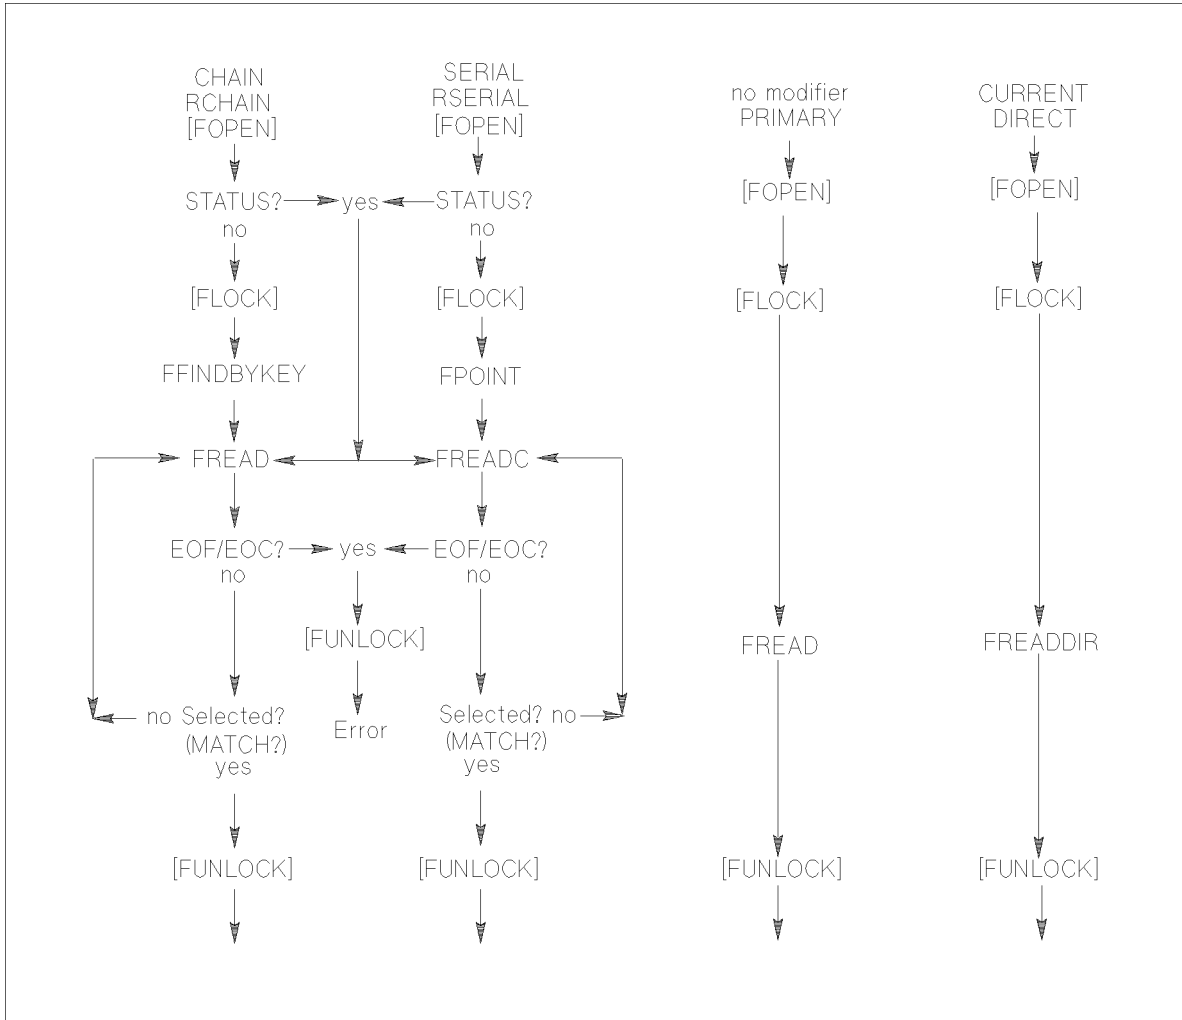 CHAIN
RCHAIN
[FOPEN]
SERIAL
RSERIAL
[FOPEN]
no modifier
PRIMARY
CURRENT
DIRECT
[FOPEN]
[FOPEN]
STATUS?
no
yes
STATUS?
no
[FLOCK]
[FLOCK]
[FLOCK]
[FLOCK]
FFINDBYKEY
FPOINT
FREAD
FREADC
EOF/EOC?
no
yes
EOF/EOC?
no
[FUNLOCK]
FREAD
FREADDIR
no Selected?
(MATCH?)
yes
Error
Selected? no
(MATCH?)
yes
[FUNLOCK]
[FUNLOCK]
[FUNLOCK]
[FUNLOCK]